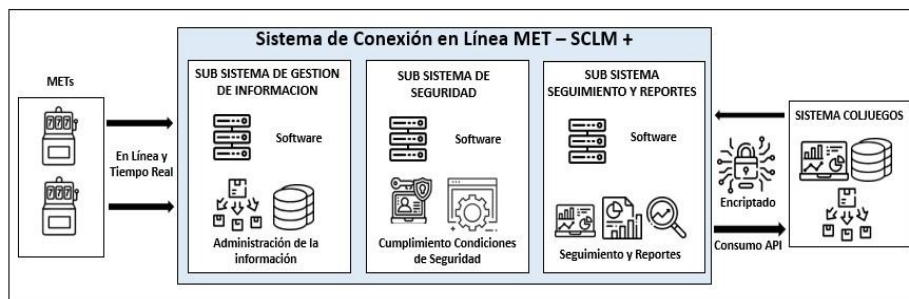 Sistema de Conexión en Línea MET – SCLM +
METs
777
777
En Línea y
Tiempo Real
SUB SISTEMA DE GESTION
DE INFORMACION
Software
Administración de la
información
SUB SISTEMA DE
SEGURIDAD
Software
Cumplimiento Condiciones
de Seguridad
SUB SISTEMA
SEGUIMIENTO Y REPORTES
Software
Seguimiento y Reportes
Encriptado
Consumo API
SISTEMA COLJUEGOS